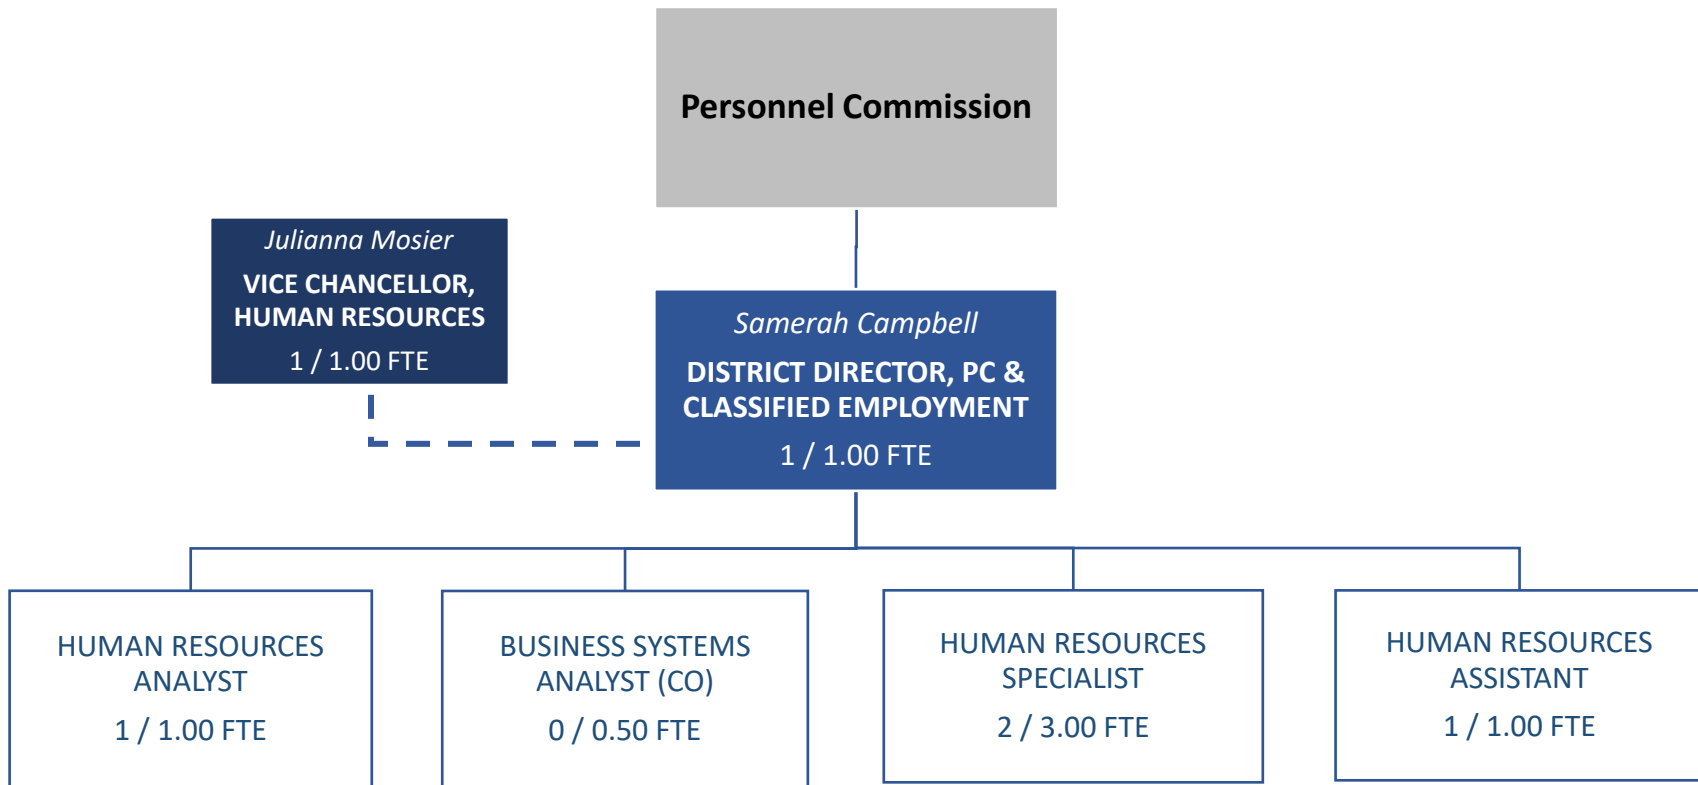 Personnel Commission
Julianna Mosier
VICE CHANCELLOR,
HUMAN RESOURCES
1 / 1.00 FTE
Samerah Campbell
DISTRICT DIRECTOR, PC &
CLASSIFIED EMPLOYMENT
1 / 1.00 FTE
HUMAN RESOURCES
ANALYST
1 / 1.00 FTE
BUSINESS SYSTEMS
ANALYST (CO)
0 / 0.50 FTE
HUMAN RESOURCES
SPECIALIST
2 / 3.00 FTE
HUMAN RESOURCES
ASSISTANT
1 / 1.00 FTE